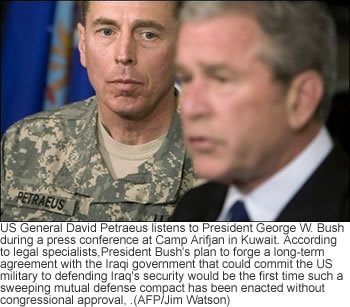 PETRAEUS
US General David Petraeus listens to President George W. Bush
during a press conference at Camp Arifjan in Kuwait. According
to legal specialists,President Bush's plan to forge a long-term
agreement with the Iraqi government that could commit the US
military to defending Iraq's security would be the first time such a
sweeping mutual defense compact has been enacted without
congressional approval, .(AFP/Jim Watson)